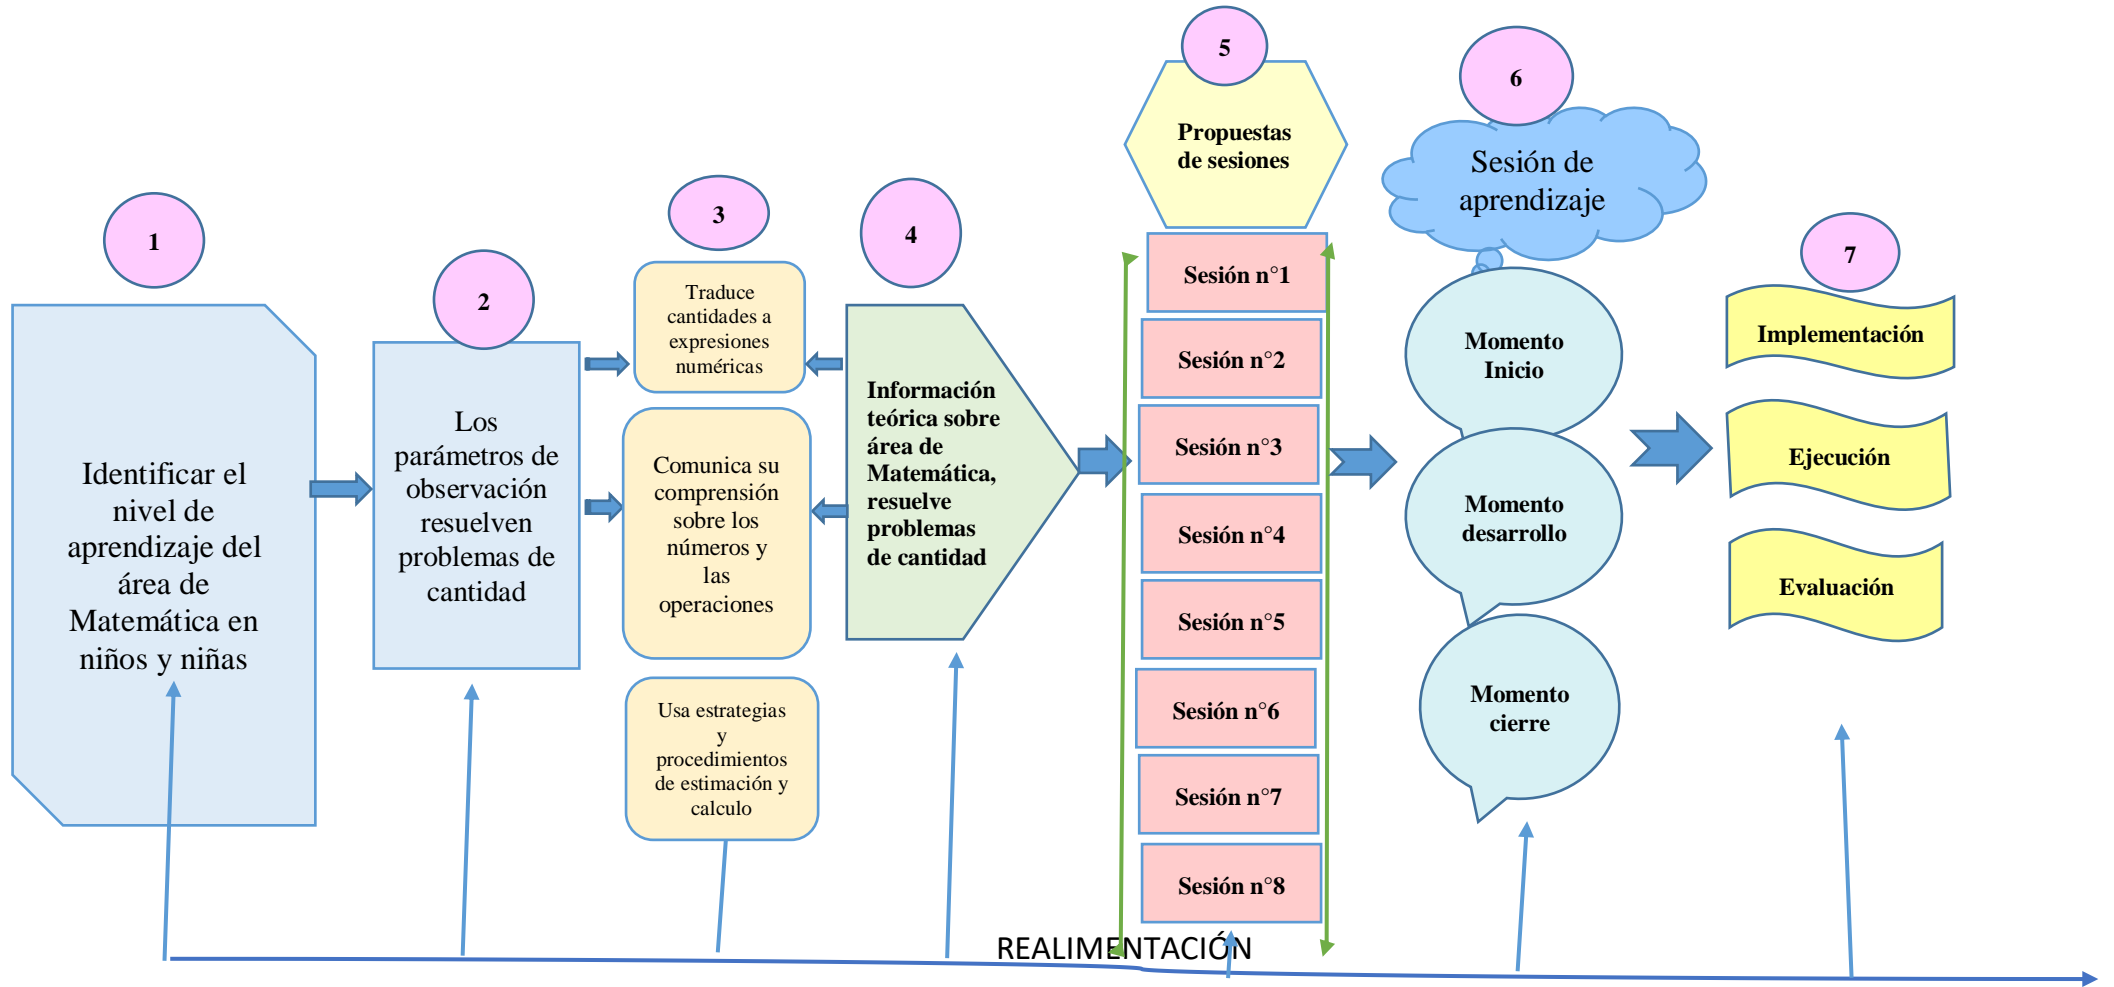 1
Identificar el
nivel de
aprendizaje del
área de
Matemática en
niños y niñas
2
Los
parámetros de
observación
resuelven
problemas de
cantidad
3
Traduce
cantidades a
expresiones
numéricas
Comunica su
comprensión
sobre los
números y
las
operaciones
Usa estrategias
y
procedimientos
de estimación y
calculo
4
Información
teórica sobre
área de
Matemática,
resuelve
problemas
de cantidad
5
Propuestas
de sesiones
Sesión n°1
Sesión n°2
Sesión n°3
Sesión n°4
Sesión n°5
Sesión n°6
Sesión n°7
Sesión n°8
6
Sesión de
aprendizaje
Momento
Inicio
Momento
desarrollo
Momento
cierre
7
Implementación
Ejecución
Evaluación
REALIMENTACIÓN